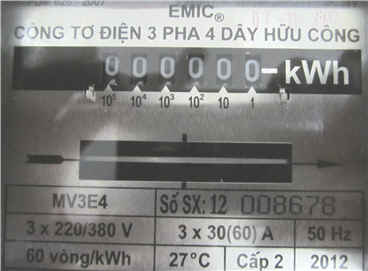 EMIC®
CÔNG TƠ ĐIỆN 3 PHA 4 DÂY HỮU CÔNG
000000 kWh
10⁵ 10⁴ 10³ 10² 10 1
MV3E4 Số SX: 12 008678
3 x 220/380 V 3 x 30(60) A 50 Hz
60 vòng/kWh 27°C Cấp 2 2012